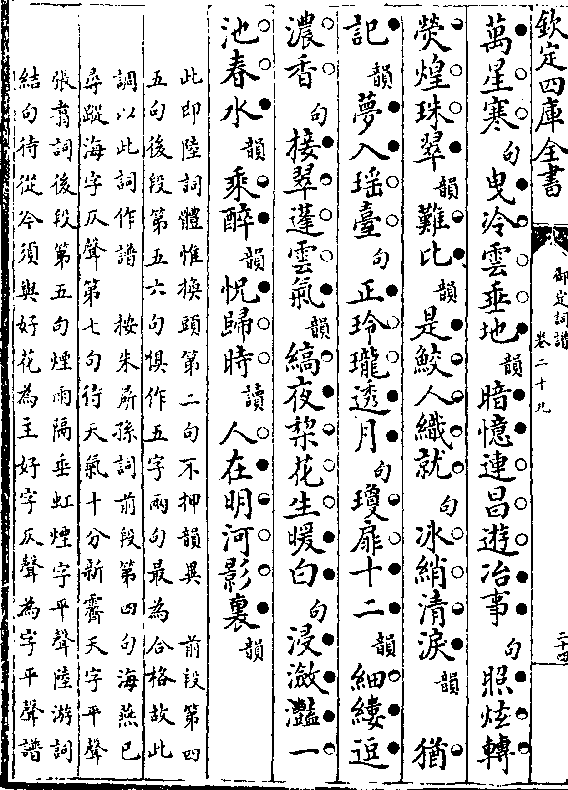 欽定四庫全書
御定詞譜
卷二十九
二十四
萬星寒句曳冷雲垂地韻暗憶連昌遊冶事句照炫轉
熒煌珠翠韻難比韻是鮫人織就句冰綃清淚韻猶
記韻夢入瑶臺句正玲瓏透月句瓊扉十二韻細縷逗
濃香句接翠蓬雲氣韻縞夜棃花生暖白句浸瀲灩一
池春水韻乘醉韻怳歸時讀人在明河影裏韻
此即陸詞體惟換頭第二句不押韻異前段第四
五句後段第五六句俱作五字兩句最為合格故此
調以此詞作譜　按朱㞐孫詞前段第四句海燕已
尋蹤海字仄聲第七句待天氣十分新霽天字平聲
張翥詞後段第五句煙雨隔垂虹煙字平聲陸游詞
結句待從今須與好花為主好字仄聲為字平聲譜